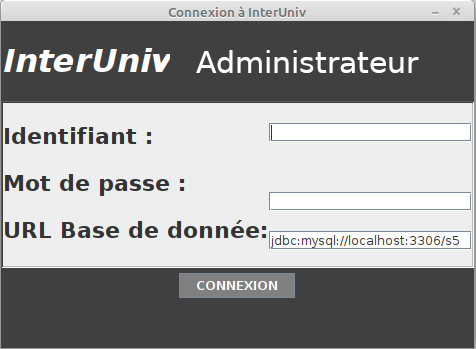 Connexion à InterUniv
InterUniv Administrateur
Identifiant :
Mot de passe :
URL Base de donnée: jdbc:mysql://localhost:3306/s5
CONNEXION